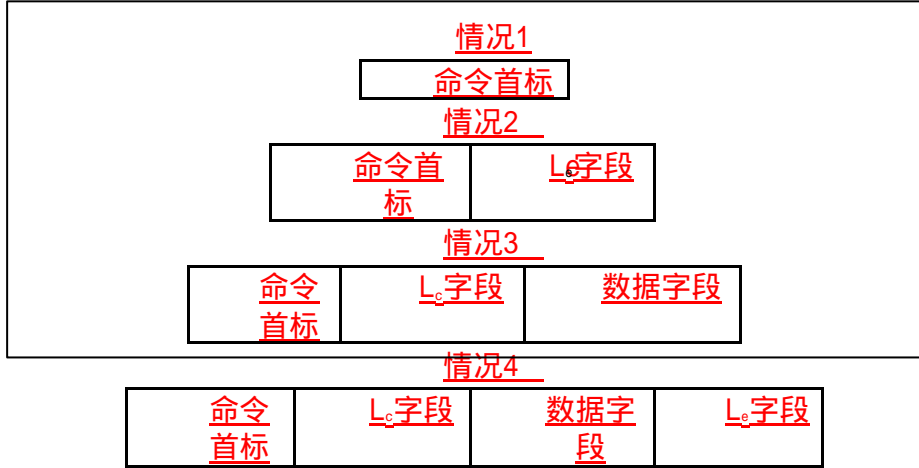 情况1
命令首标
情况2
命令首 Le字段
标
情况3
命令 Lc字段 数据字段
首标
情况4
命令 Lc字段 数据字 Le字段
首标 段